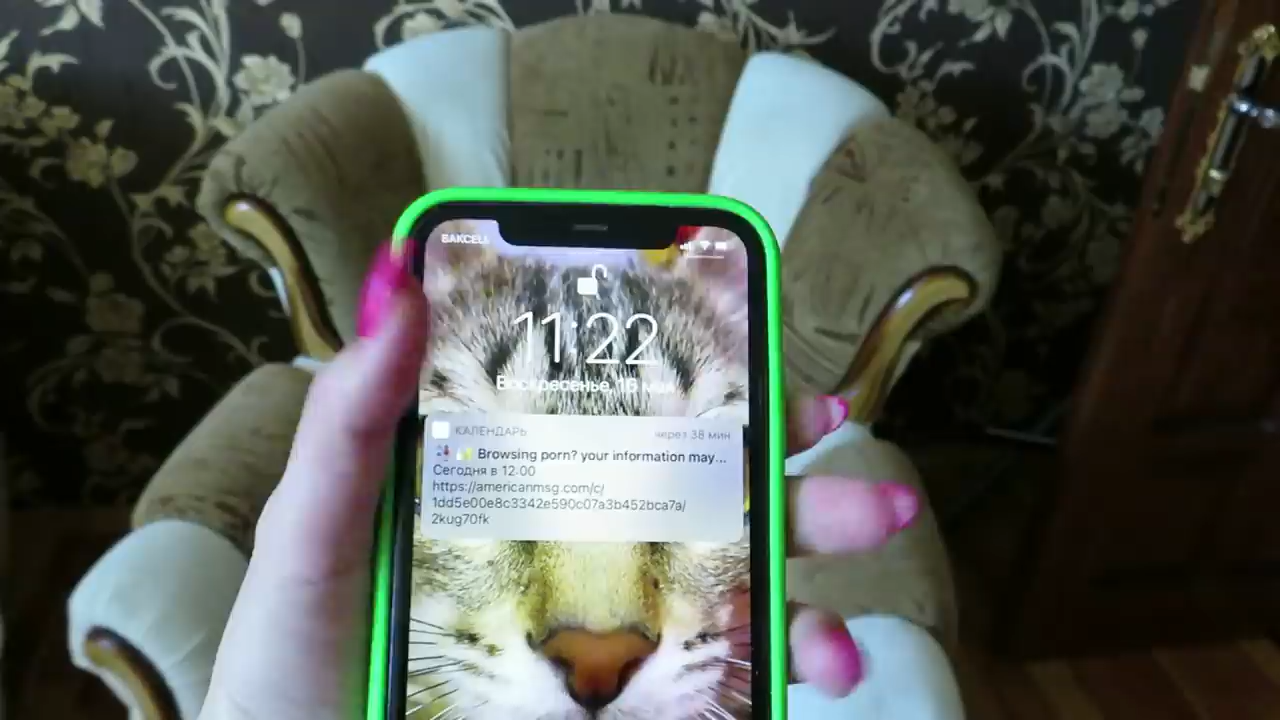 BAKCELL
11:22
Воскресенье, 16 мая
КАЛЕНДАРЬ через 38 мин
Browsing porn? your information may...
Сегодня в 12:00
https://americanmsg.com/c/
1dd5e00e8c3342e590c07a3b452bca7a/
2kug70fk